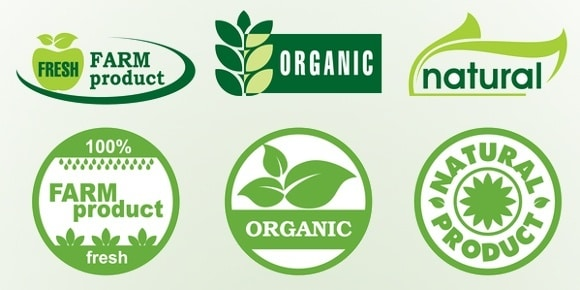 FRESH
FARM
product
ORGANIC
natural
100%
FARM
product
fresh
ORGANIC
NATURAL
PRODUCT